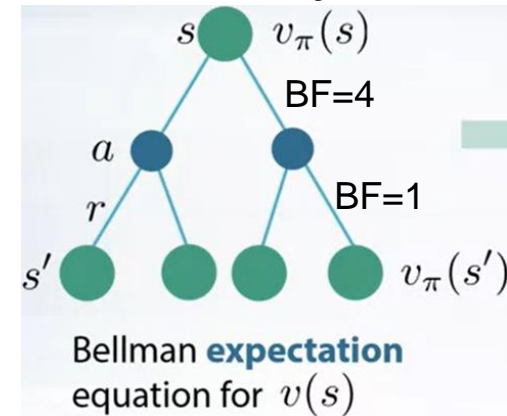 s vπ(s)
BF=4
a
BF=1
r
s′ vπ(s′)
Bellman expectation
equation for v(s)